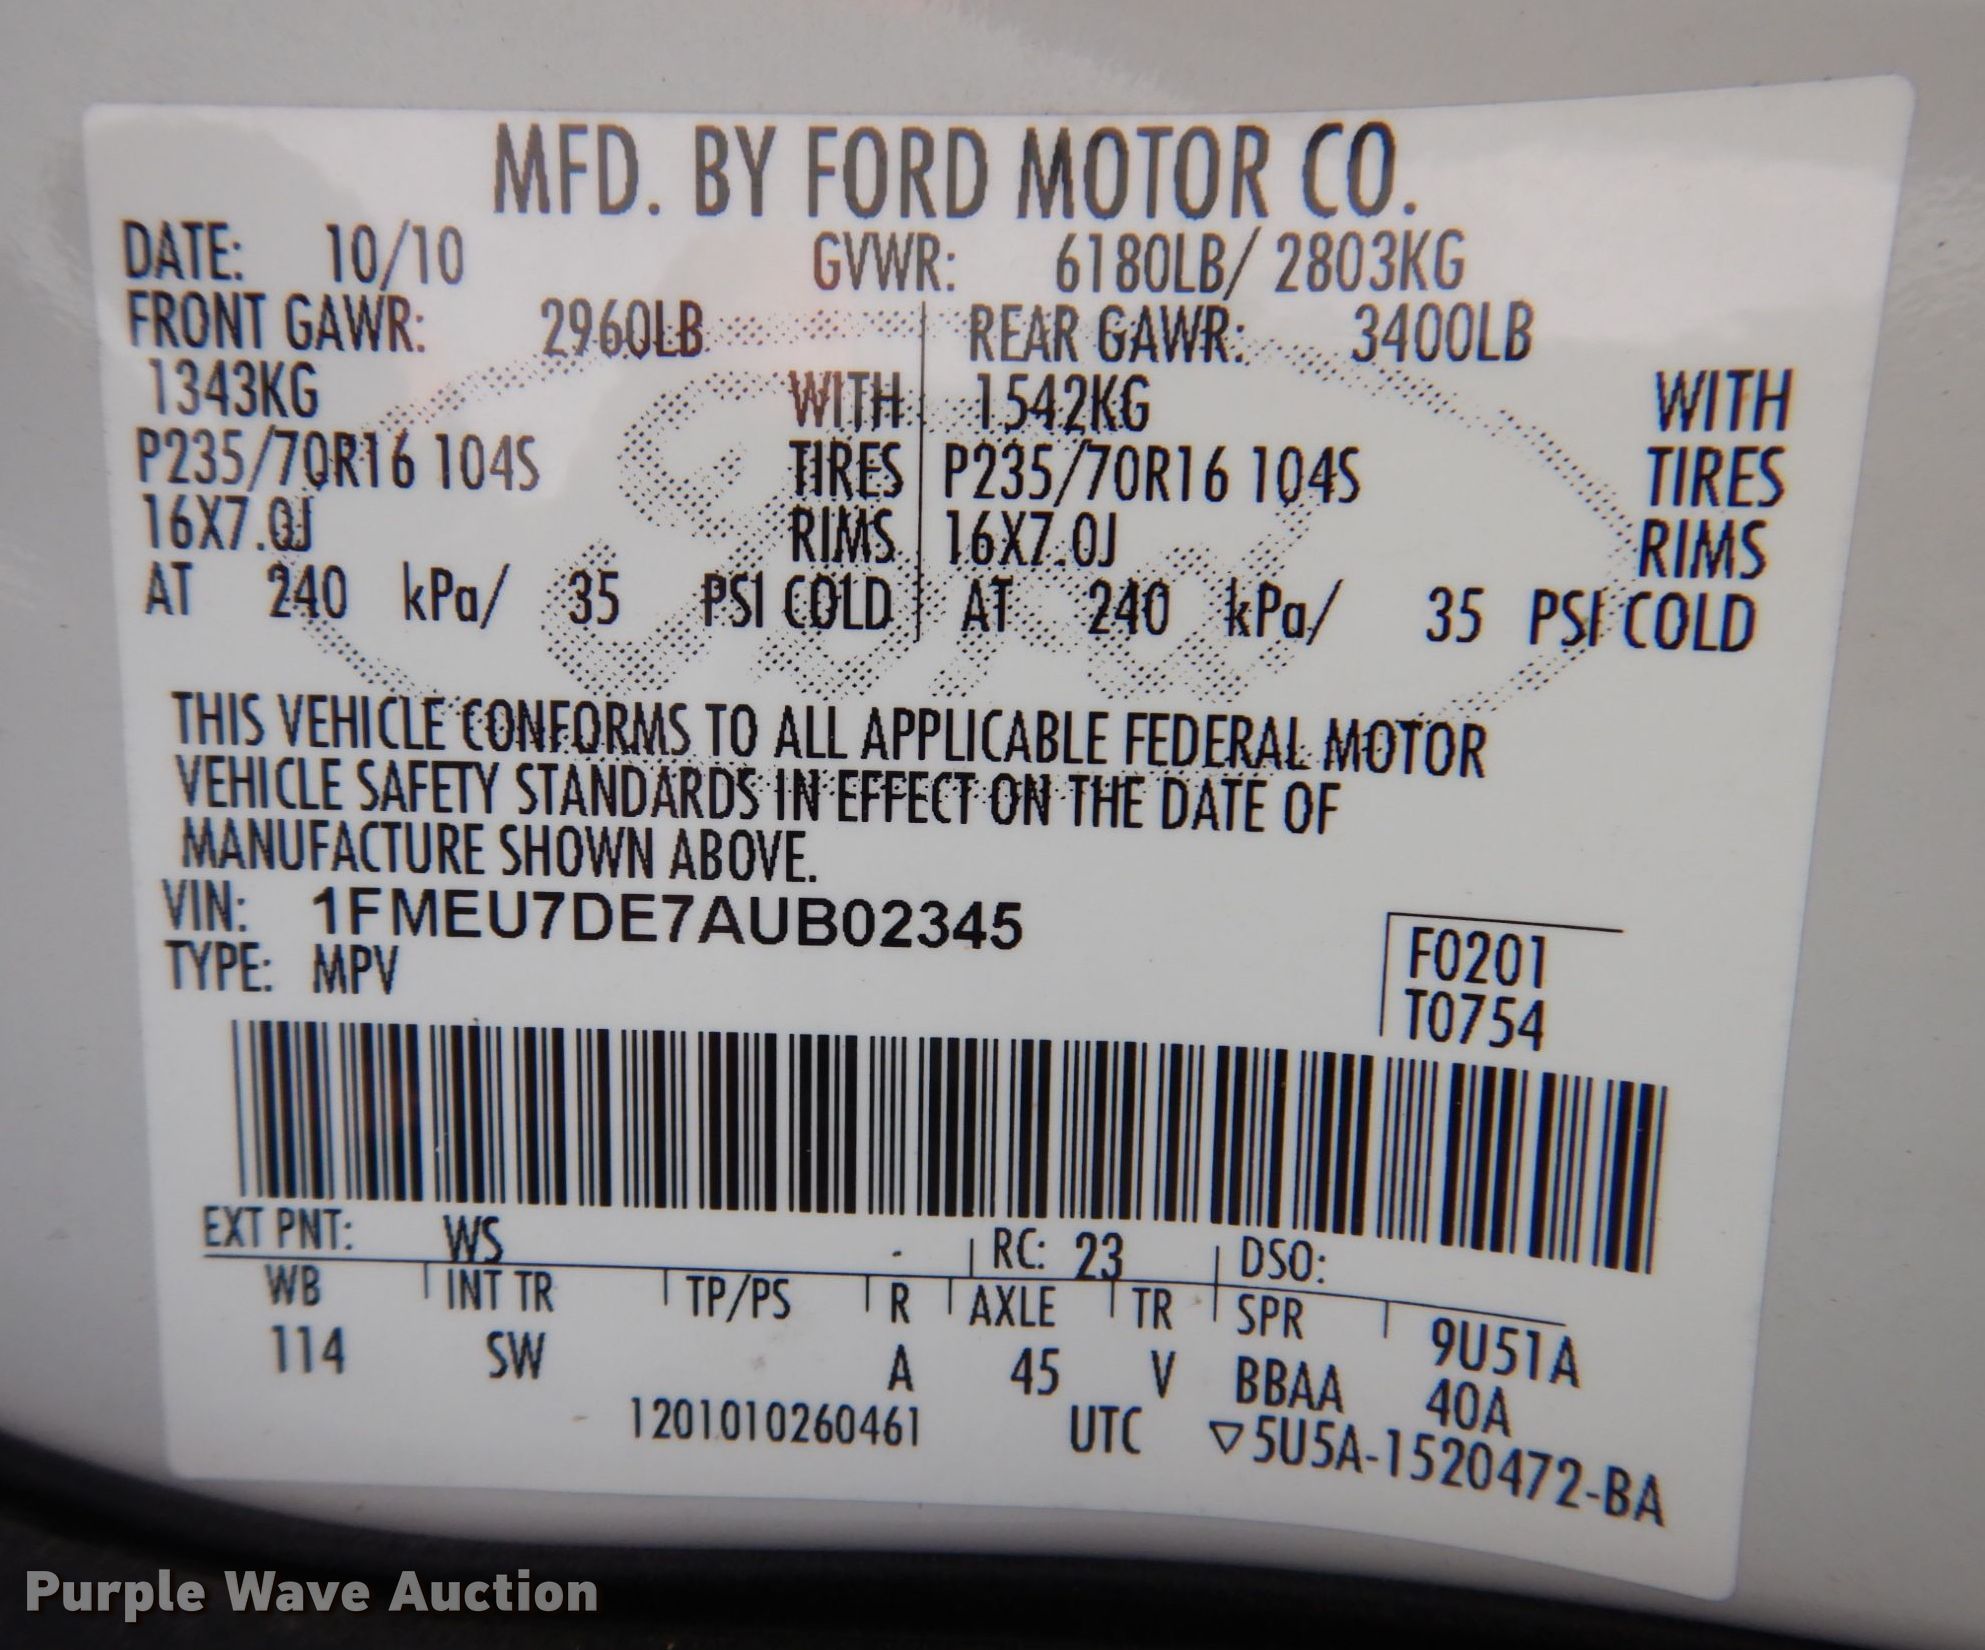 MFD. BY FORD MOTOR CO.
DATE: 10/10 GVWR: 6180LB/ 2803KG
FRONT GAWR: 2960LB REAR GAWR: 3400LB
1343KG WITH 1542KG WITH
P235/70R16 104S TIRES P235/70R16 104S TIRES
16X7.0J RIMS 16X7.0J RIMS
AT 240 kPa/ 35 PSI COLD AT 240 kPa/ 35 PSI COLD
THIS VEHICLE CONFORMS TO ALL APPLICABLE FEDERAL MOTOR
VEHICLE SAFETY STANDARDS IN EFFECT ON THE DATE OF
MANUFACTURE SHOWN ABOVE.
VIN: 1FMEU7DE7AUB02345
TYPE: MPV
F0201
T0754
EXT PNT: WS RC: 23 DSO:
WB INT TR TP/PS R AXLE TR SPR 9U51A
114 SW A 45 V BBAA 40A
1201010260461 UTC ▽5U5A-1520472-BA
Purple Wave Auction